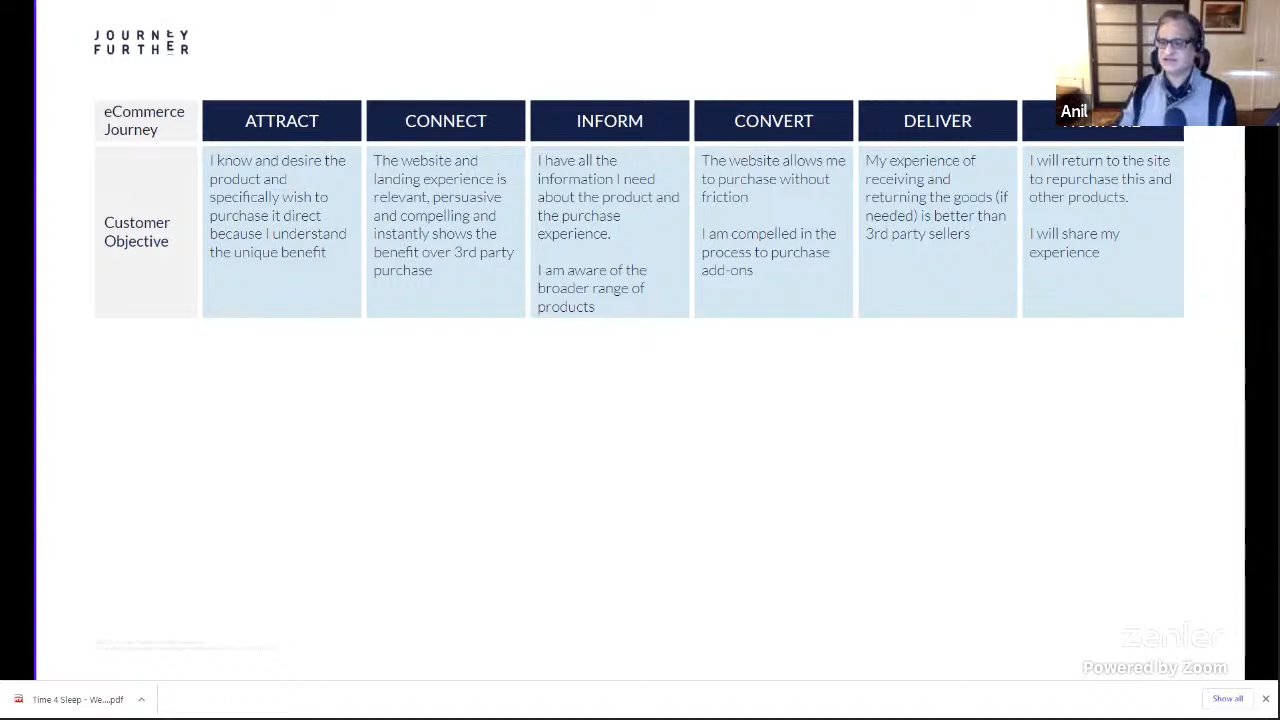 JOURNEY
FURTHER
Anil
eCommerce
Journey
ATTRACT
CONNECT
INFORM
CONVERT
DELIVER
Customer
Objective
I know and desire the
product and
specifically wish to
purchase it direct
because I understand
the unique benefit
The website and
landing experience is
relevant, persuasive
and compelling and
instantly shows the
benefit over 3rd party
purchase
I have all the
information I need
about the product and
the purchase
experience.
I am aware of the
broader range of
products
The website allows me
to purchase without
friction
I am compelled in the
process to purchase
add-ons
My experience of
receiving and
returning the goods (if
needed) is better than
3rd party sellers
I will return to the site
to repurchase this and
other products.
I will share my
experience
zenler
Powered by Zoom
Time 4 Sleep - We....pdf
Show all